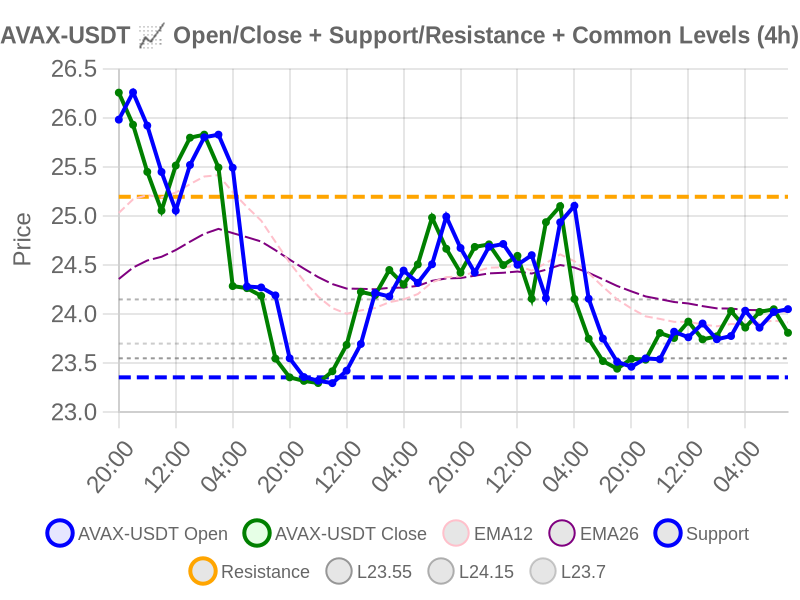 AVAX-USDT 📈 Open/Close + Support/Resistance + Common Levels (4h)
26.5
26.0
25.5
25.0
24.5
24.0
23.5
23.0
Price
20:00
12:00
04:00
20:00
12:00
04:00
20:00
12:00
04:00
20:00
12:00
04:00
AVAX-USDT Open
AVAX-USDT Close
EMA12
EMA26
Support
Resistance
L23.55
L24.15
L23.7